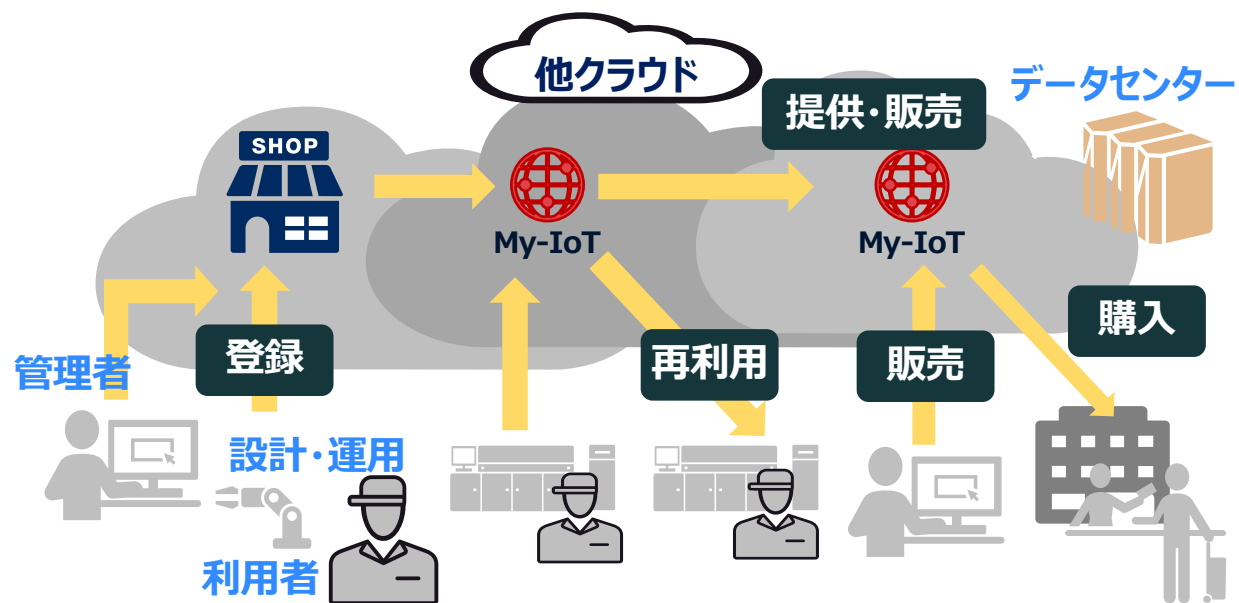 他クラウド
データセンター
提供・販売
SHOP
My-IoT
My-IoT
購入
登録
再利用
販売
管理者
設計・運用
利用者